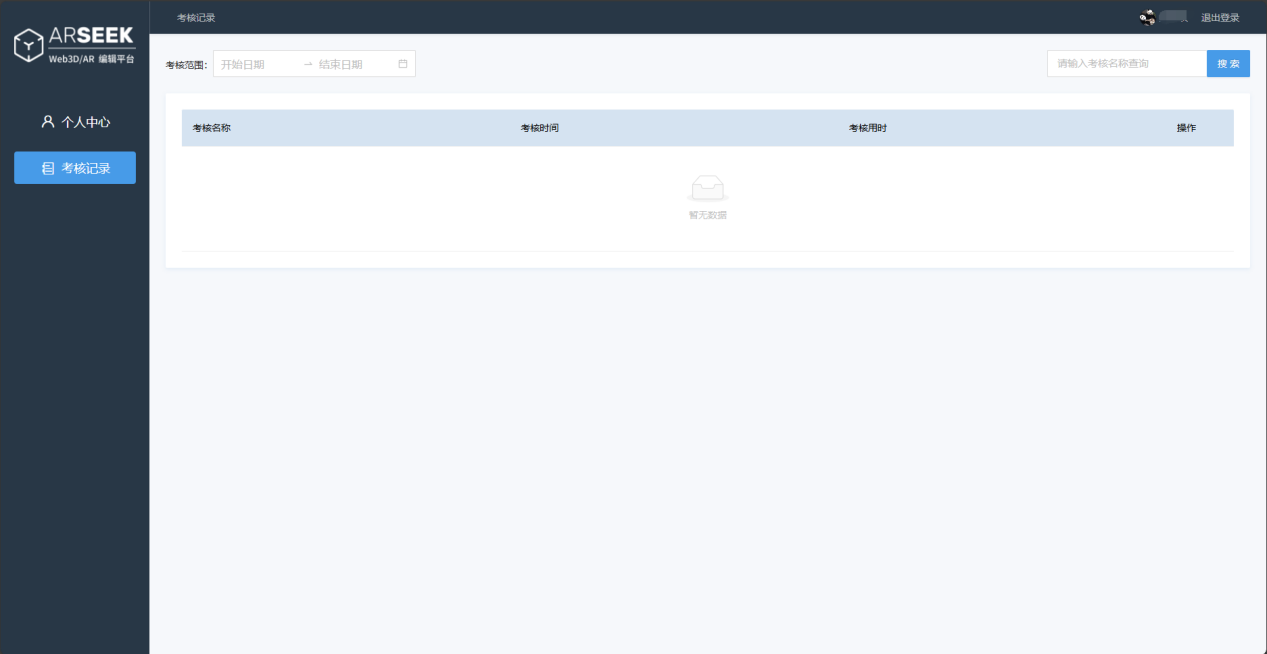 ARSEEK
Web3D/AR 编辑平台
个人中心
考核记录
考核记录
退出登录
考核范围:
开始日期
→
结束日期
请输入考核名称查询
搜 索
考核名称
考核时间
考核用时
操作
暂无数据